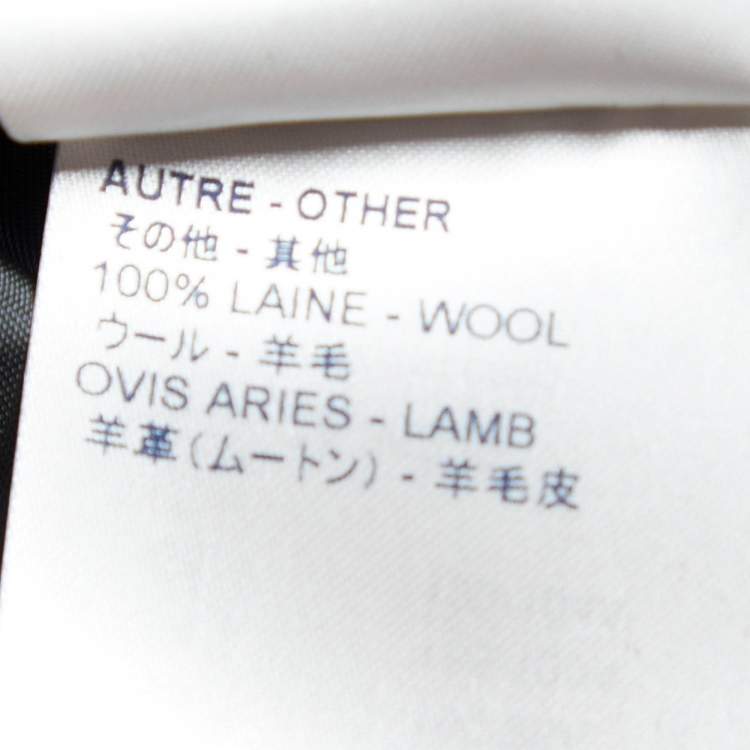 AUTRE - OTHER
その他 - 其他
100% LAINE - WOOL
ウール - 羊毛
OVIS ARIES - LAMB
羊革(ムートン) - 羊毛皮